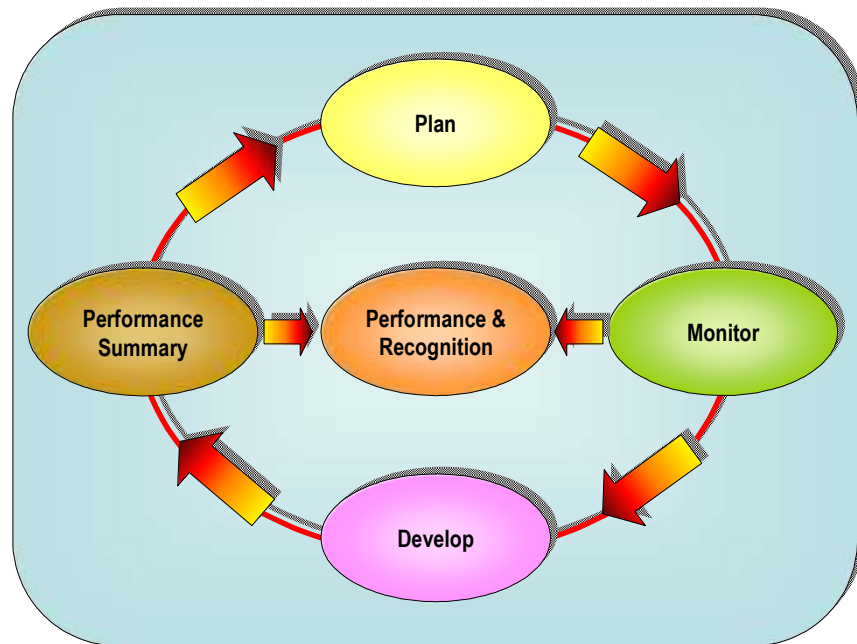 Plan
Performance
Summary
Performance &
Recognition
Monitor
Develop